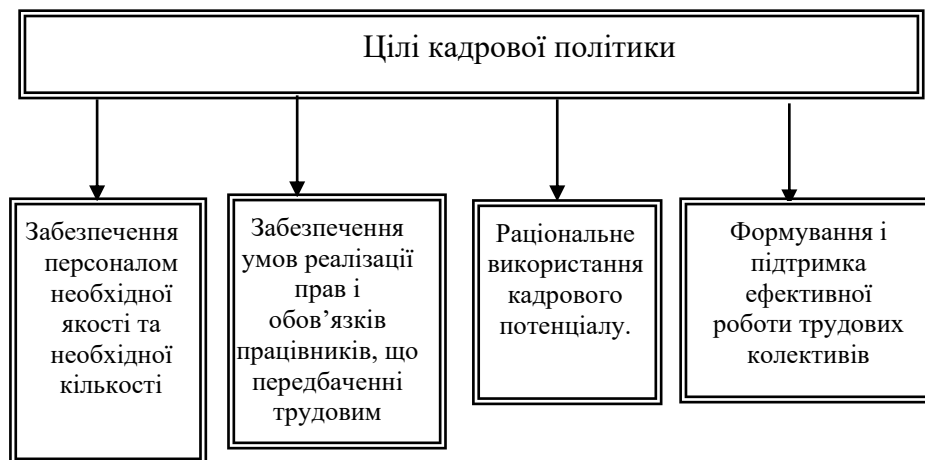 Цілі кадрової політики
Забезпечення
персоналом
необхідної
якості та
необхідної
кількості
Забезпечення
умов реалізації
прав і
обов’язків
працівників, що
передбаченні
трудовим
Раціональне
використання
кадрового
потенціалу.
Формування і
підтримка
ефективної
роботи трудових
колективів